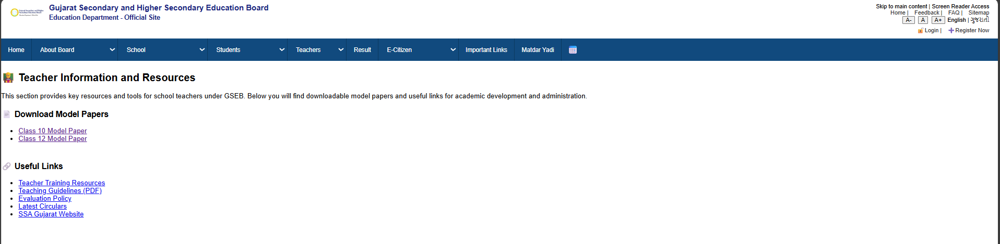 Gujarat Secondary and Higher Secondary Education Board
Education Department - Official Site
Skip to main content | Screen Reader Access
Home | Feedback | FAQ | Sitemap
A- A A+ English | ગુજરાતી
Login | Register Now
Home About Board School Students Teachers Result E-Citizen Important Links Matdar Yadi
Teacher Information and Resources
This section provides key resources and tools for school teachers under GSEB. Below you will find downloadable model papers and useful links for academic development and administration.
Download Model Papers
• Class 10 Model Paper
• Class 12 Model Paper
Useful Links
• Teacher Training Resources
• Teaching Guidelines (PDF)
• Evaluation Policy
• Latest Circulars
• SSA Gujarat Website